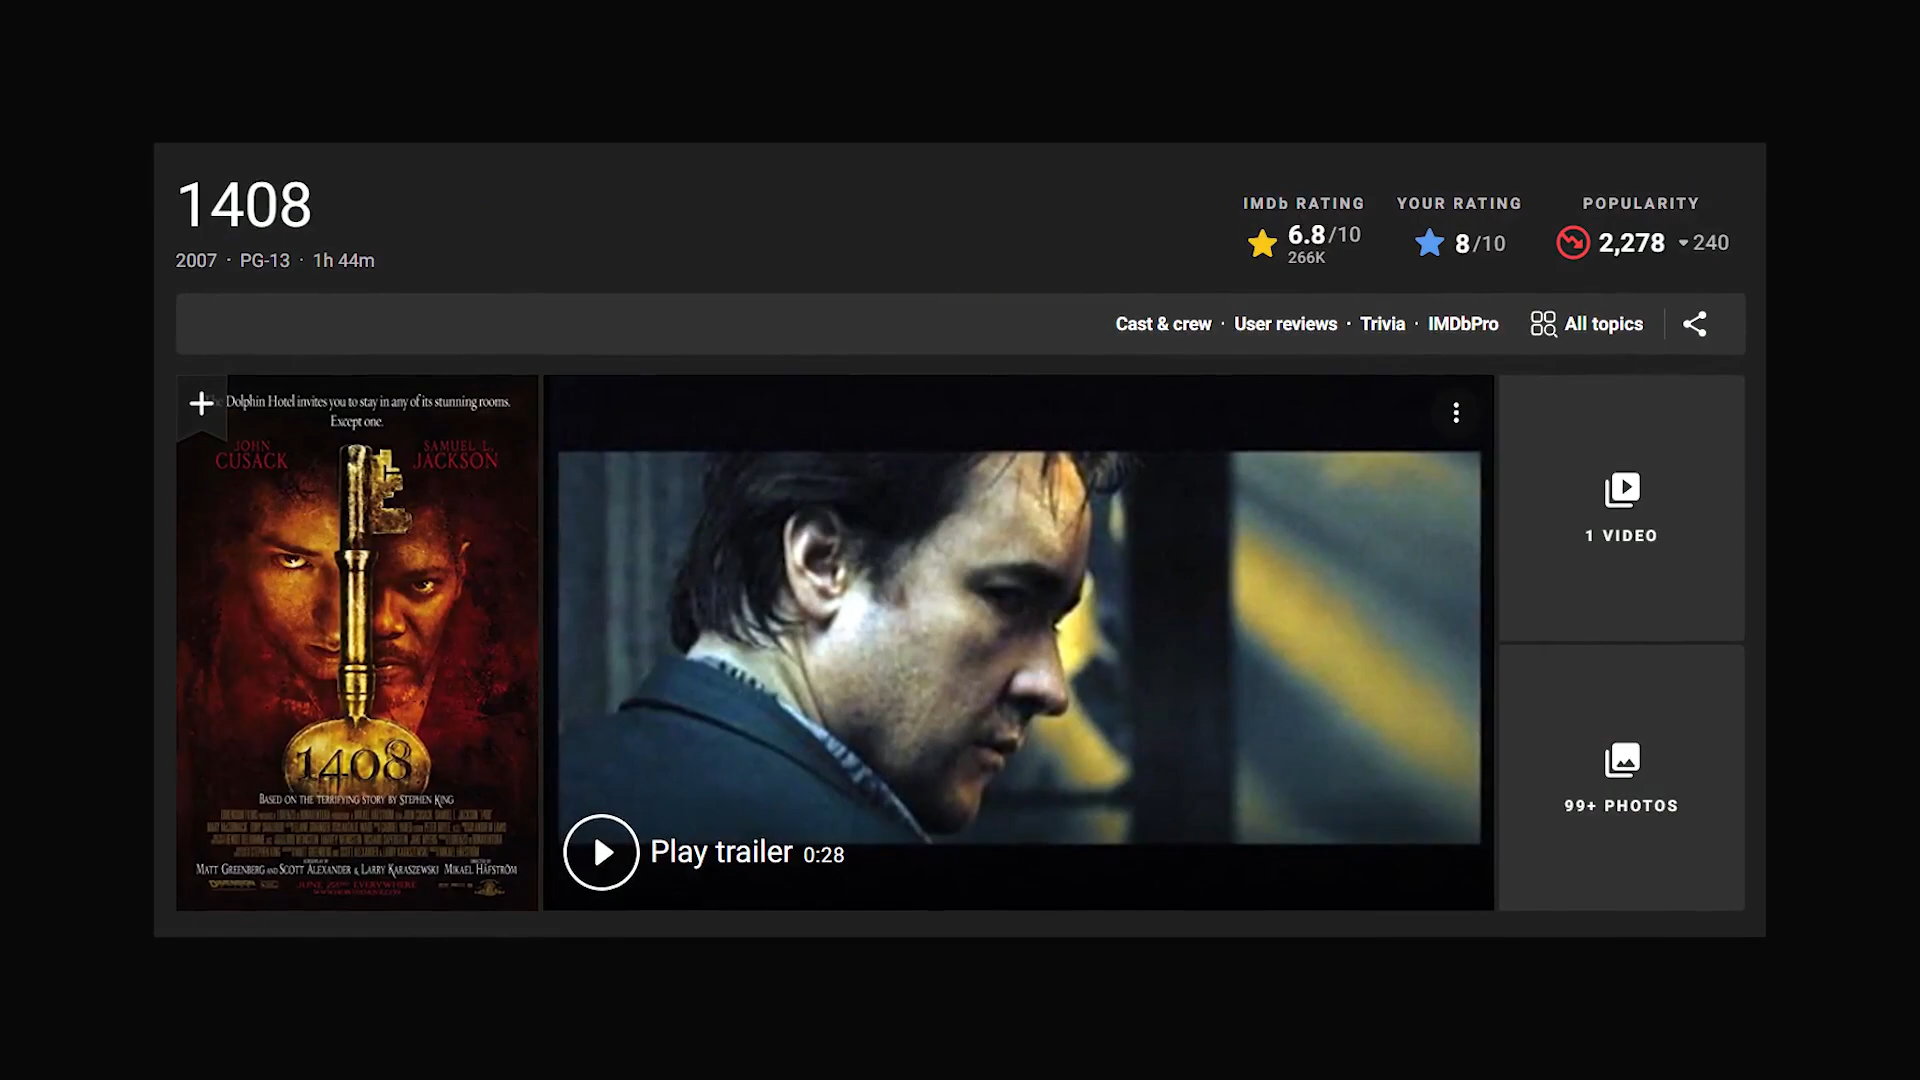 1408
2007 · PG-13 · 1h 44m
IMDb RATING
6.8/10
266K
YOUR RATING
8/10
POPULARITY
2,278
240
Cast & crew · User reviews · Trivia · IMDbPro
All topics
Dolphin Hotel invites you to stay in any of its stunning rooms.
Except one.
JOHN
CUSACK
SAMUEL L.
JACKSON
1408
BASED ON THE TERRIFYING STORY BY STEPHEN KING
MATT GREENBERG AND SCOTT ALEXANDER & LARRY KARASZEWSKI MIKAEL HÅFSTRÖM
Play trailer 0:28
1 VIDEO
99+ PHOTOS